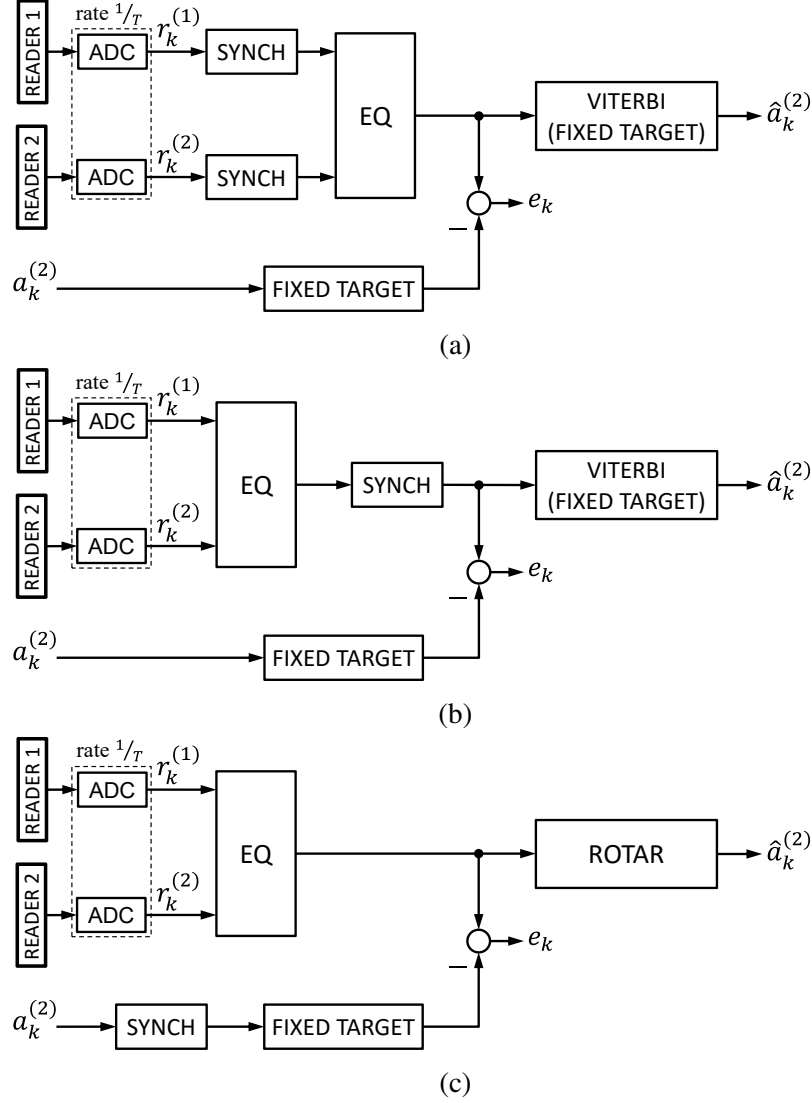 rate 1/T
READER 1
ADC
r_k^(1)
SYNCH
EQ
VITERBI
(FIXED TARGET)
â_k^(2)
READER 2
ADC
r_k^(2)
SYNCH
e_k
−
a_k^(2)
FIXED TARGET
(a)
rate 1/T
READER 1
ADC
r_k^(1)
EQ
SYNCH
VITERBI
(FIXED TARGET)
â_k^(2)
READER 2
ADC
r_k^(2)
e_k
−
a_k^(2)
FIXED TARGET
(b)
rate 1/T
READER 1
ADC
r_k^(1)
EQ
ROTAR
â_k^(2)
READER 2
ADC
r_k^(2)
e_k
−
a_k^(2)
SYNCH
FIXED TARGET
(c)